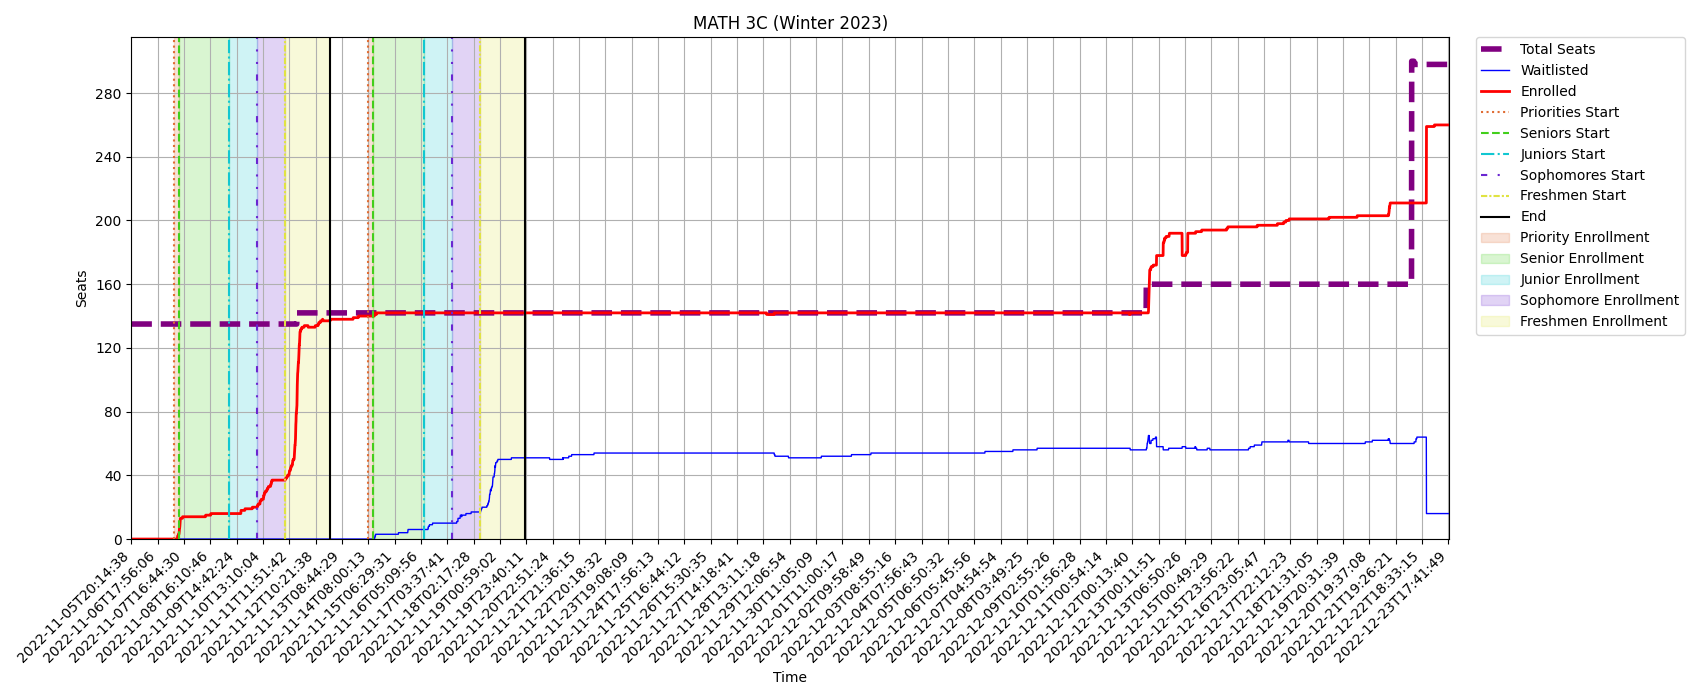 MATH 3C (Winter 2023)
Seats
280
240
200
160
120
80
40
0
2022-11-05T20:14:38
2022-11-06T17:56:06
2022-11-07T16:44:30
2022-11-08T16:10:46
2022-11-09T14:42:24
2022-11-10T13:10:04
2022-11-11T11:51:42
2022-11-12T10:21:38
2022-11-13T08:44:29
2022-11-14T08:00:13
2022-11-15T06:29:31
2022-11-16T05:09:56
2022-11-17T03:37:41
2022-11-18T02:17:28
2022-11-19T00:59:02
2022-11-19T23:40:11
2022-11-20T22:51:24
2022-11-21T21:36:15
2022-11-22T20:18:32
2022-11-23T19:08:09
2022-11-24T17:56:13
2022-11-25T16:44:12
2022-11-26T15:30:35
2022-11-27T14:18:41
2022-11-28T13:11:18
2022-11-29T12:06:54
2022-11-30T11:05:09
2022-12-01T11:00:17
2022-12-02T09:58:49
2022-12-03T08:55:16
2022-12-04T07:56:43
2022-12-05T06:50:32
2022-12-06T05:45:56
2022-12-07T04:54:54
2022-12-08T03:49:25
2022-12-09T02:55:26
2022-12-10T01:56:28
2022-12-11T00:54:14
2022-12-12T00:13:40
2022-12-13T00:11:51
2022-12-13T06:50:26
2022-12-15T00:49:29
2022-12-15T23:56:22
2022-12-16T23:05:47
2022-12-17T22:12:23
2022-12-18T21:31:05
2022-12-19T20:31:39
2022-12-20T19:37:08
2022-12-21T19:26:21
2022-12-22T18:33:15
2022-12-23T17:41:49
Time
Total Seats
Waitlisted
Enrolled
Priorities Start
Seniors Start
Juniors Start
Sophomores Start
Freshmen Start
End
Priority Enrollment
Senior Enrollment
Junior Enrollment
Sophomore Enrollment
Freshmen Enrollment